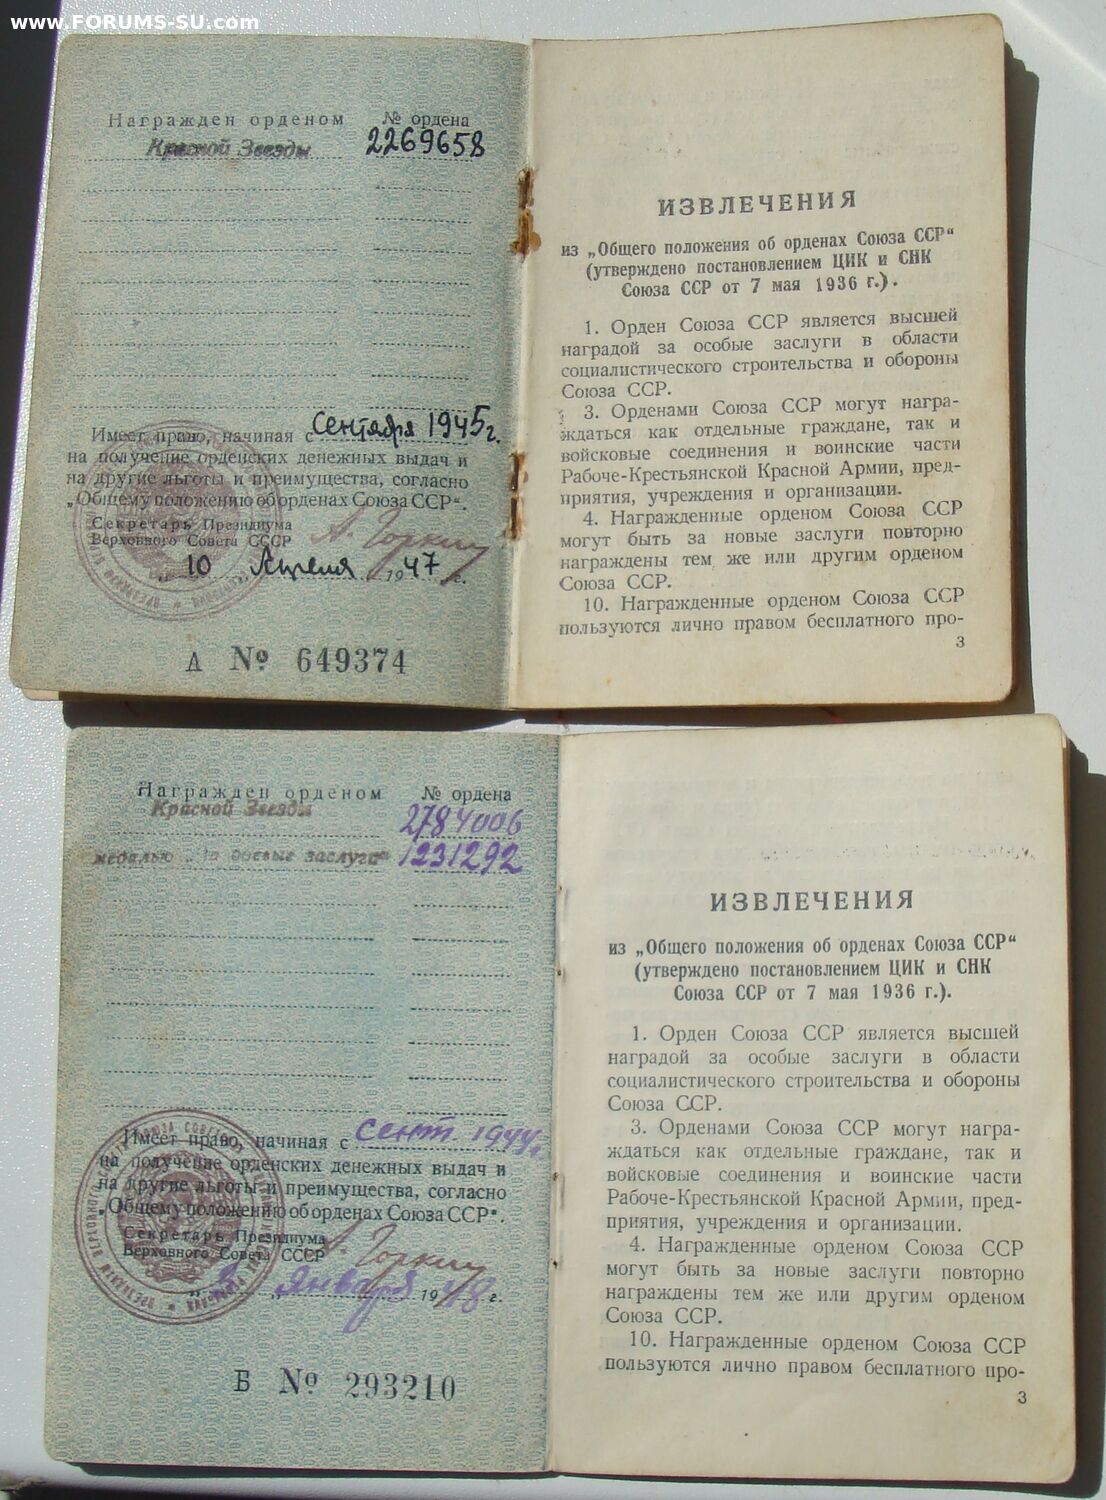 www.FORUMS-SU.com
Награжден орденом № ордена
Красной Звезды 2269658
Имеет право, начиная с Сентября 1945 г.
на получение орденских денежных выдач и
на другие льготы и преимущества, согласно
„Общему положению об орденах Союза ССР“.
Секретарь Президиума
Верховного Совета СССР А. Горкин
„10 Апреля 1947 г.
А № 649374
ИЗВЛЕЧЕНИЯ
из „Общего положения об орденах Союза ССР“
(утверждено постановлением ЦИК и СНК
Союза ССР от 7 мая 1936 г.).
1. Орден Союза ССР является высшей
наградой за особые заслуги в области
социалистического строительства и обороны
Союза ССР.
3. Орденами Союза ССР могут награ-
ждаться как отдельные граждане, так и
войсковые соединения и воинские части
Рабоче-Крестьянской Красной Армии, пред-
приятия, учреждения и организации.
4. Награжденные орденом Союза ССР
могут быть за новые заслуги повторно
награждены тем же или другим орденом
Союза ССР.
10. Награжденные орденом Союза ССР
пользуются лично правом бесплатного про-
3
Награжден орденом № ордена
Красной Звезды 2784006
медалью „За боевые заслуги“ 1231292
Имеет право, начиная с сент. 1944 г.
на получение орденских денежных выдач и
на другие льготы и преимущества, согласно
„Общему положению об орденах Союза ССР“.
Секретарь Президиума
Верховного Совета СССР А. Горкин
Января 1948 г.
Б № 293210
ИЗВЛЕЧЕНИЯ
из „Общего положения об орденах Союза ССР“
(утверждено постановлением ЦИК и СНК
Союза ССР от 7 мая 1936 г.).
1. Орден Союза ССР является высшей
наградой за особые заслуги в области
социалистического строительства и обороны
Союза ССР.
3. Орденами Союза ССР могут награ-
ждаться как отдельные граждане, так и
войсковые соединения и воинские части
Рабоче-Крестьянской Красной Армии, пред-
приятия, учреждения и организации.
4. Награжденные орденом Союза ССР
могут быть за новые заслуги повторно
награждены тем же или другим орденом
Союза ССР.
10. Награжденные орденом Союза ССР
пользуются лично правом бесплатного про-
3